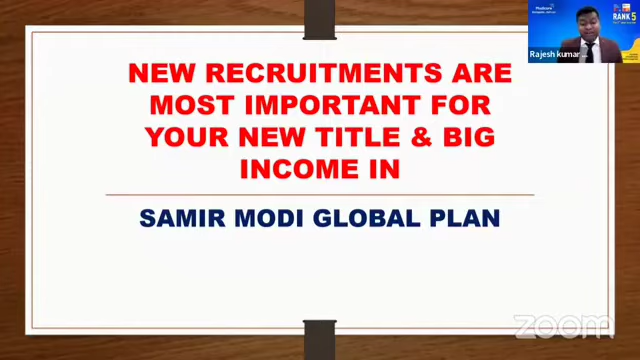 NEW RECRUITMENTS ARE
MOST IMPORTANT FOR
YOUR NEW TITLE & BIG
INCOME IN
SAMIR MODI GLOBAL PLAN
RANK 5
Rajesh kumar
zoom